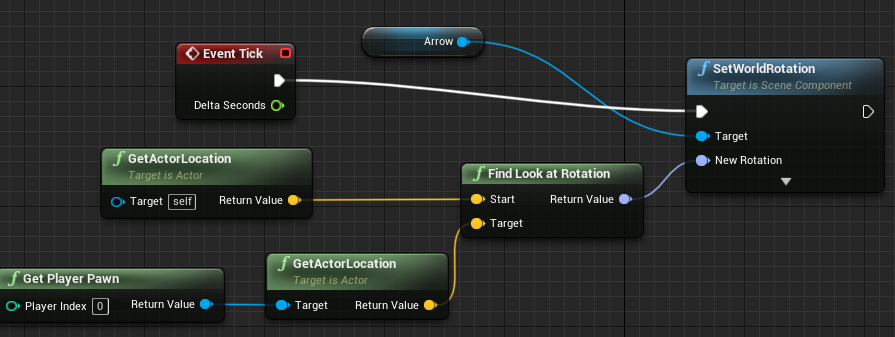 Event Tick
Delta Seconds
Arrow
SetWorldRotation
Target is Scene Component
Target
New Rotation
GetActorLocation
Target is Actor
Target self Return Value
Find Look at Rotation
Start Return Value
Target
Get Player Pawn
Player Index 0 Return Value
GetActorLocation
Target is Actor
Target Return Value